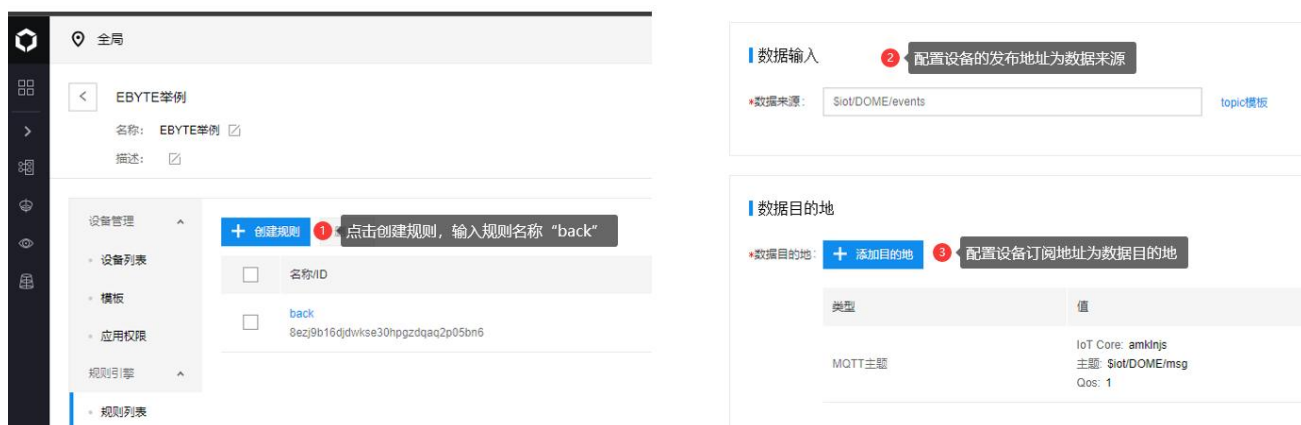 全局
EBYTE举例
名称: EBYTE举例
描述:
设备管理
设备列表
模板
应用权限
规则引擎
规则列表
+ 创建规则
1 点击创建规则，输入规则名称“back”
名称/ID
back
8ezj9b16djdwkse30hpgzdqaq2p05bn6
数据输入
2 配置设备的发布地址为数据来源
*数据来源: $iot/DOME/events topic模板
数据目的地
*数据目的地: + 添加目的地
3 配置设备订阅地址为数据目的地
类型 值
MQTT主题
IoT Core: amklnjs
主题: $iot/DOME/msg
Qos: 1